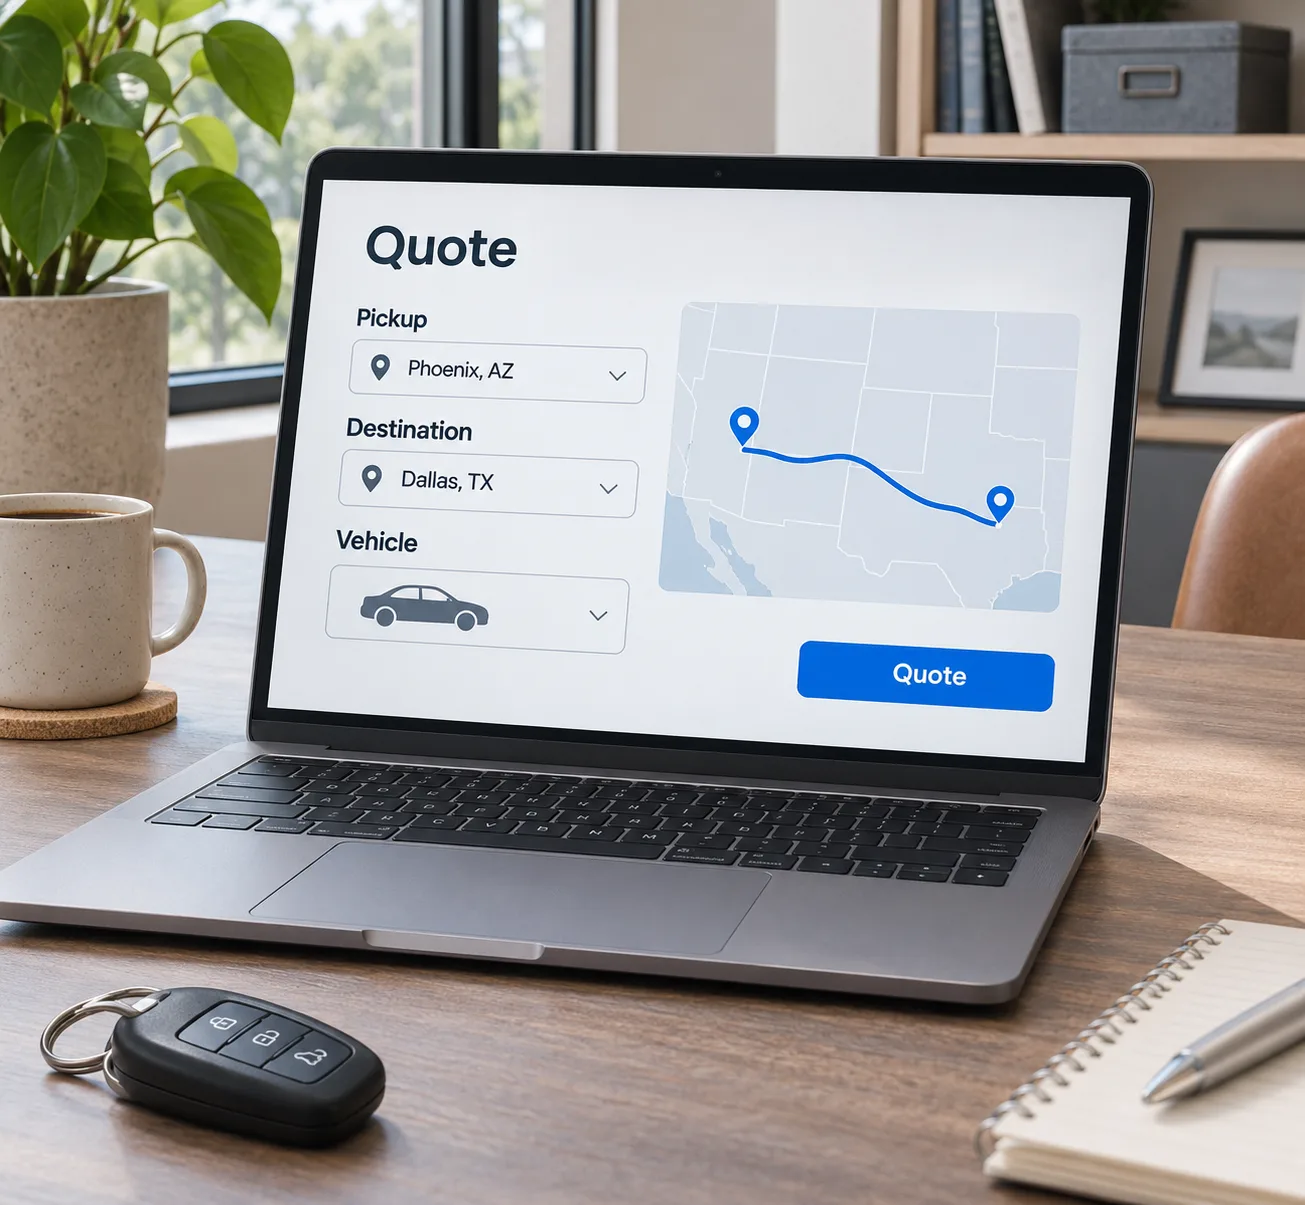 Quote
Pickup
Phoenix, AZ
Destination
Dallas, TX
Vehicle
Quote